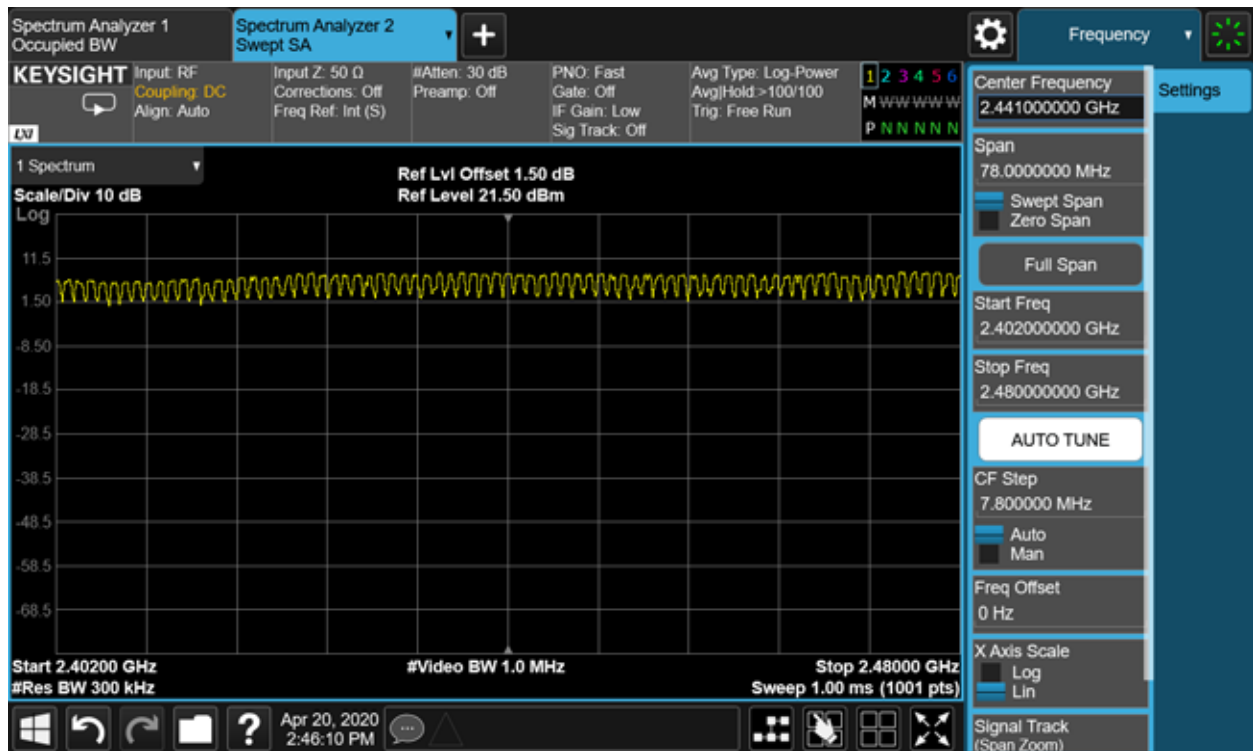 Spectrum Analyzer 1
Occupied BW
Spectrum Analyzer 2
Swept SA
+
Frequency
KEYSIGHT
LXI
Input: RF
Coupling: DC
Align: Auto
Input Z: 50 Ω
Corrections: Off
Freq Ref: Int (S)
#Atten: 30 dB
Preamp: Off
PNO: Fast
Gate: Off
IF Gain: Low
Sig Track: Off
Avg Type: Log-Power
Avg|Hold:>100/100
Trig: Free Run
1 2 3 4 5 6
M W W W W W
P N N N N N
1 Spectrum
Scale/Div 10 dB
Ref Lvl Offset 1.50 dB
Ref Level 21.50 dBm
Log
11.5
1.50
-8.50
-18.5
-28.5
-38.5
-48.5
-58.5
-68.5
Start 2.40200 GHz
#Video BW 1.0 MHz
Stop 2.48000 GHz
#Res BW 300 kHz
Sweep 1.00 ms (1001 pts)
Center Frequency
2.441000000 GHz
Settings
Span
78.0000000 MHz
Swept Span
Zero Span
Full Span
Start Freq
2.402000000 GHz
Stop Freq
2.480000000 GHz
AUTO TUNE
CF Step
7.800000 MHz
Auto
Man
Freq Offset
0 Hz
X Axis Scale
Log
Lin
Signal Track
(Span Zoom)
?
Apr 20, 2020
2:46:10 PM